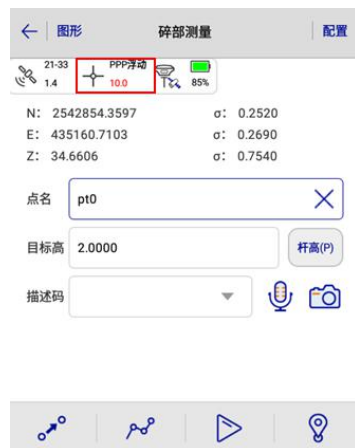 图形 碎部测量 配置
21-33 PPP浮动
1.4 10.0 85%
N: 2542854.3597 σ: 0.2520
E: 435160.7103 σ: 0.2690
Z: 34.6606 σ: 0.7540
点名 pt0
目标高 2.0000 杆高(P)
描述码